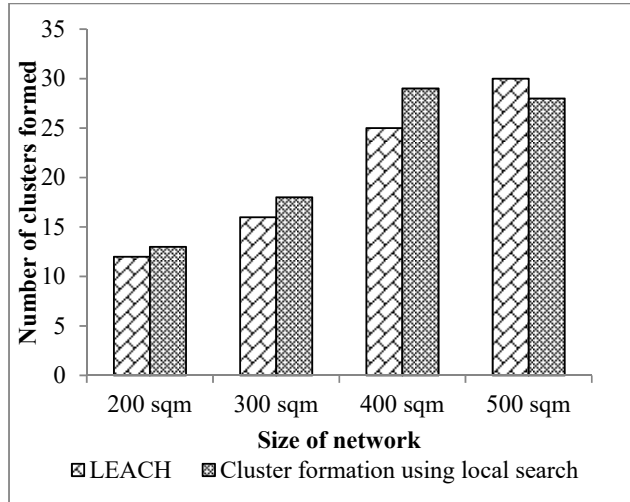 35
30
25
20
15
10
5
0
Number of clusters formed
200 sqm 300 sqm 400 sqm 500 sqm
Size of network
LEACH Cluster formation using local search